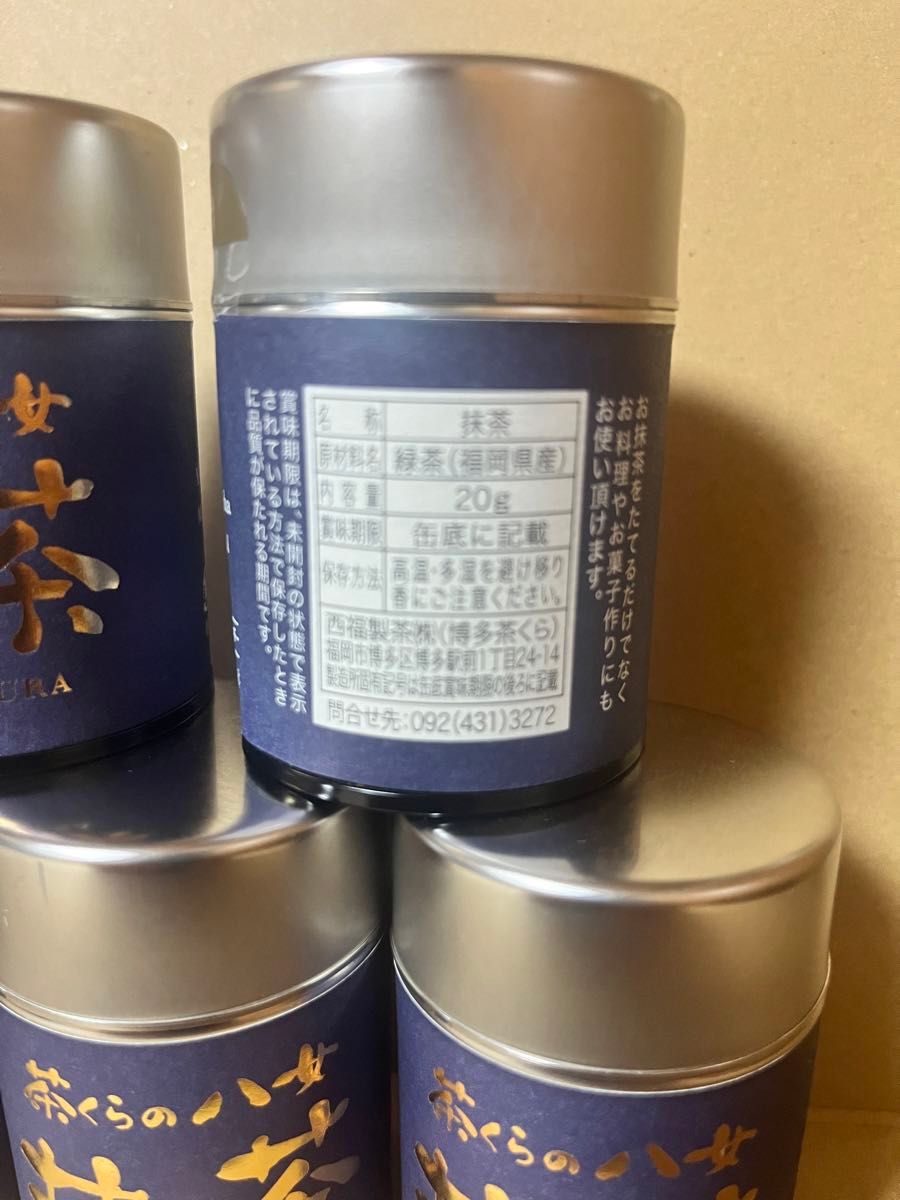 お抹茶をたてるだけでなく
お料理やお菓子作りにも
お使い頂けます。
名 称 抹茶
原材料名 緑茶(福岡県産)
内容量 20g
賞味期限 缶底に記載
保存方法 高温・多湿を避け移り
香にご注意ください。
西福製茶㈱(博多茶くら)
福岡市博多区博多駅前1丁目24-14
製造所固有記号は缶底賞味期限の後ろに記載
問合せ先:092(431)3272
賞味期限は、未開封の状態で表示
されている方法で保存したとき
に品質が保たれる期間です。
女
茶
URA
茶くらの八女
抹茶
茶くらの八女